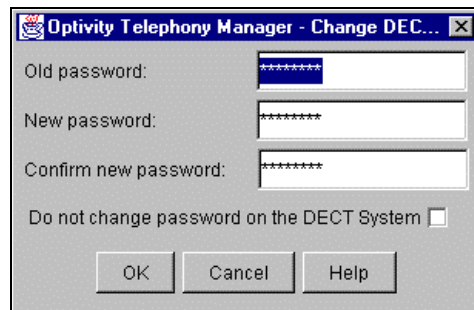 Optivity Telephony Manager - Change DEC...
Old password: ********
New password: ********
Confirm new password: ********
Do not change password on the DECT System
OK Cancel Help